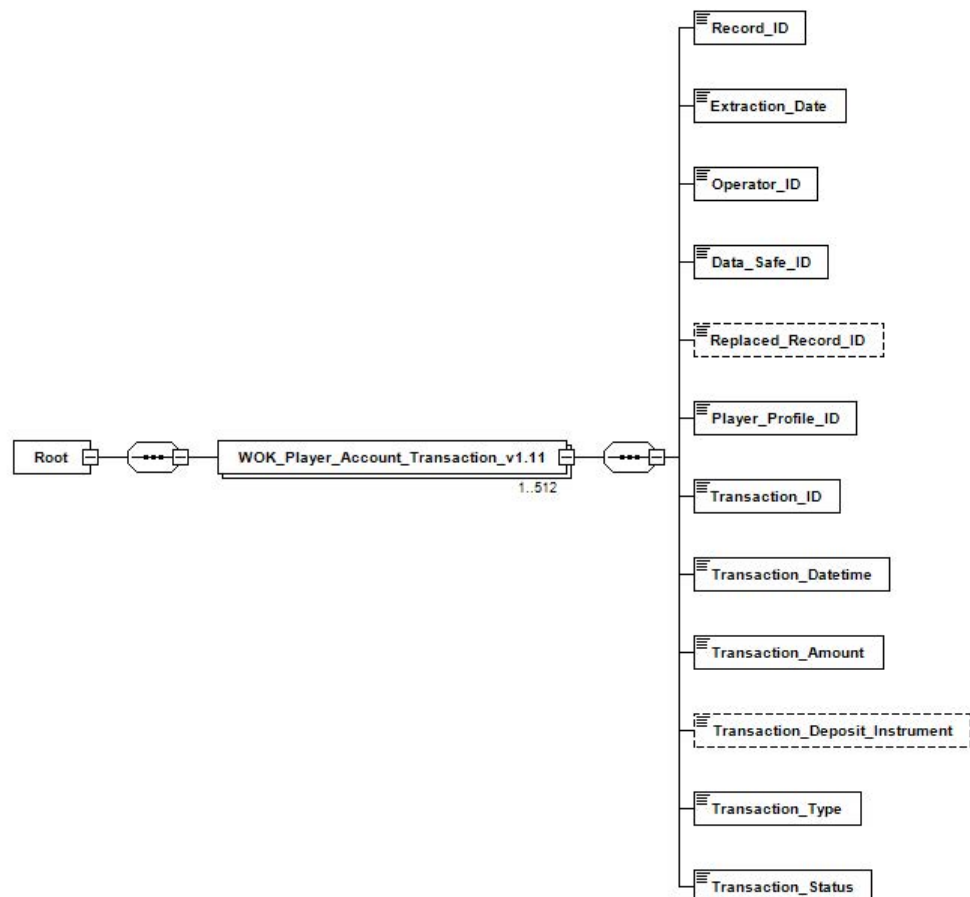 Record_ID
Extraction_Date
Operator_ID
Data_Safe_ID
Replaced_Record_ID
Player_Profile_ID
Root
WOK_Player_Account_Transaction_v1.11
1..512
Transaction_ID
Transaction_Datetime
Transaction_Amount
Transaction_Deposit_Instrument
Transaction_Type
Transaction_Status